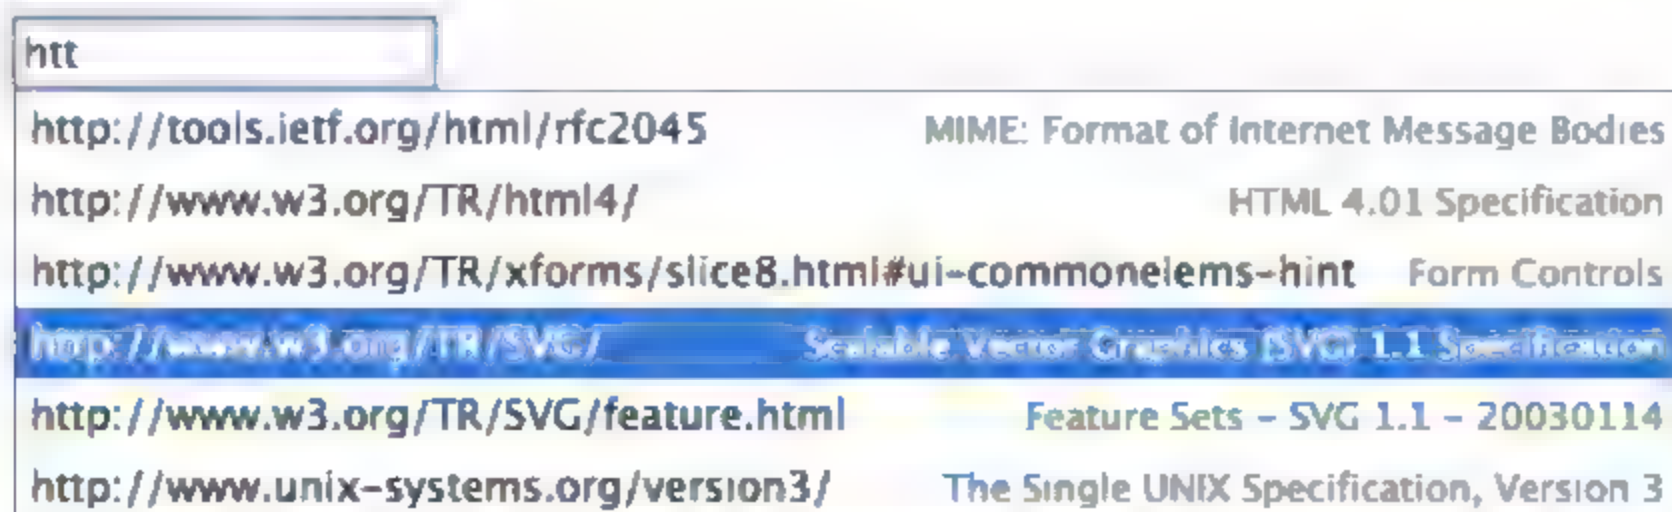 htt
http://tools.ietf.org/html/rfc2045 MIME: Format of Internet Message Bodies
http://www.w3.org/TR/html4/ HTML 4.01 Specification
http://www.w3.org/TR/xforms/slice8.html#ui-commonelems-hint Form Controls
http://www.w3.org/TR/SVG/ Scalable Vector Graphics (SVG) 1.1 Specification
http://www.w3.org/TR/SVG/feature.html Feature Sets - SVG 1.1 - 20030114
http://www.unix-systems.org/version3/ The Single UNIX Specification, Version 3